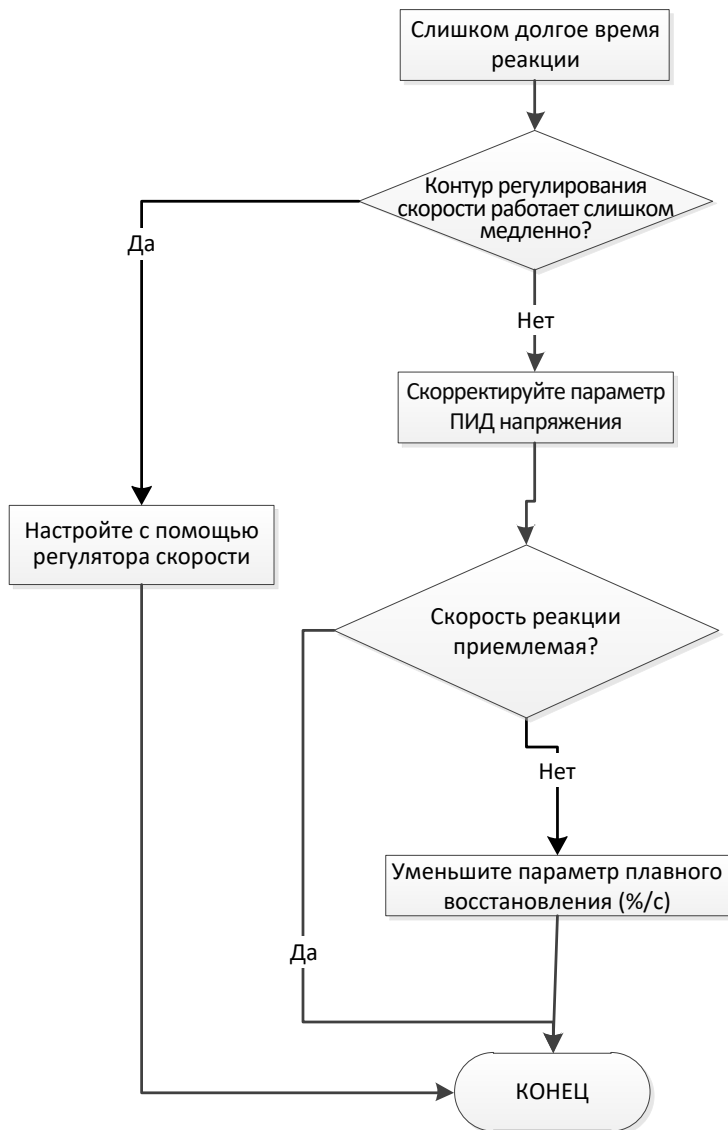 Слишком долгое время
реакции
Контур регулирования
скорости работает слишком
медленно?
Да
Нет
Скорректируйте параметр
ПИД напряжения
Настройте с помощью
регулятора скорости
Скорость реакции
приемлемая?
Нет
Уменьшите параметр плавного
восстановления (%/с)
Да
КОНЕЦ